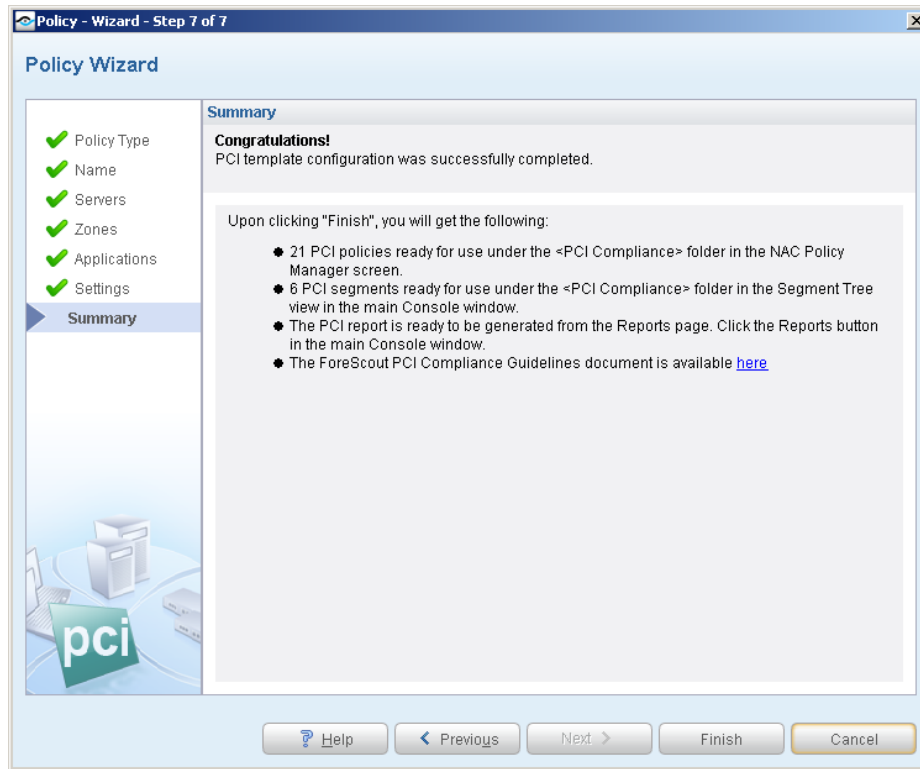 Policy - Wizard - Step 7 of 7
Policy Wizard
Policy Type
Name
Servers
Zones
Applications
Settings
Summary
Summary
Congratulations!
PCI template configuration was successfully completed.
Upon clicking "Finish", you will get the following:
21 PCI policies ready for use under the <PCI Compliance> folder in the NAC Policy
Manager screen.
6 PCI segments ready for use under the <PCI Compliance> folder in the Segment Tree
view in the main Console window.
The PCI report is ready to be generated from the Reports page. Click the Reports button
in the main Console window.
The ForeScout PCI Compliance Guidelines document is available here
pci
Help
Previous
Next
Finish
Cancel